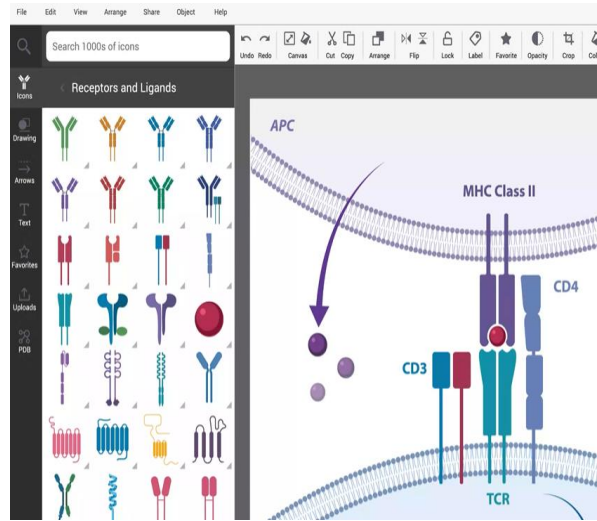 File Edit View Arrange Share Object Help
Search 1000s of icons
Undo Redo Canvas Cut Copy Arrange Flip Lock Label Favorite Opacity Crop
Icons
Receptors and Ligands
Drawing
Arrows
Text
Favorites
Uploads
PDB
APC
MHC Class II
CD4
CD3
TCR